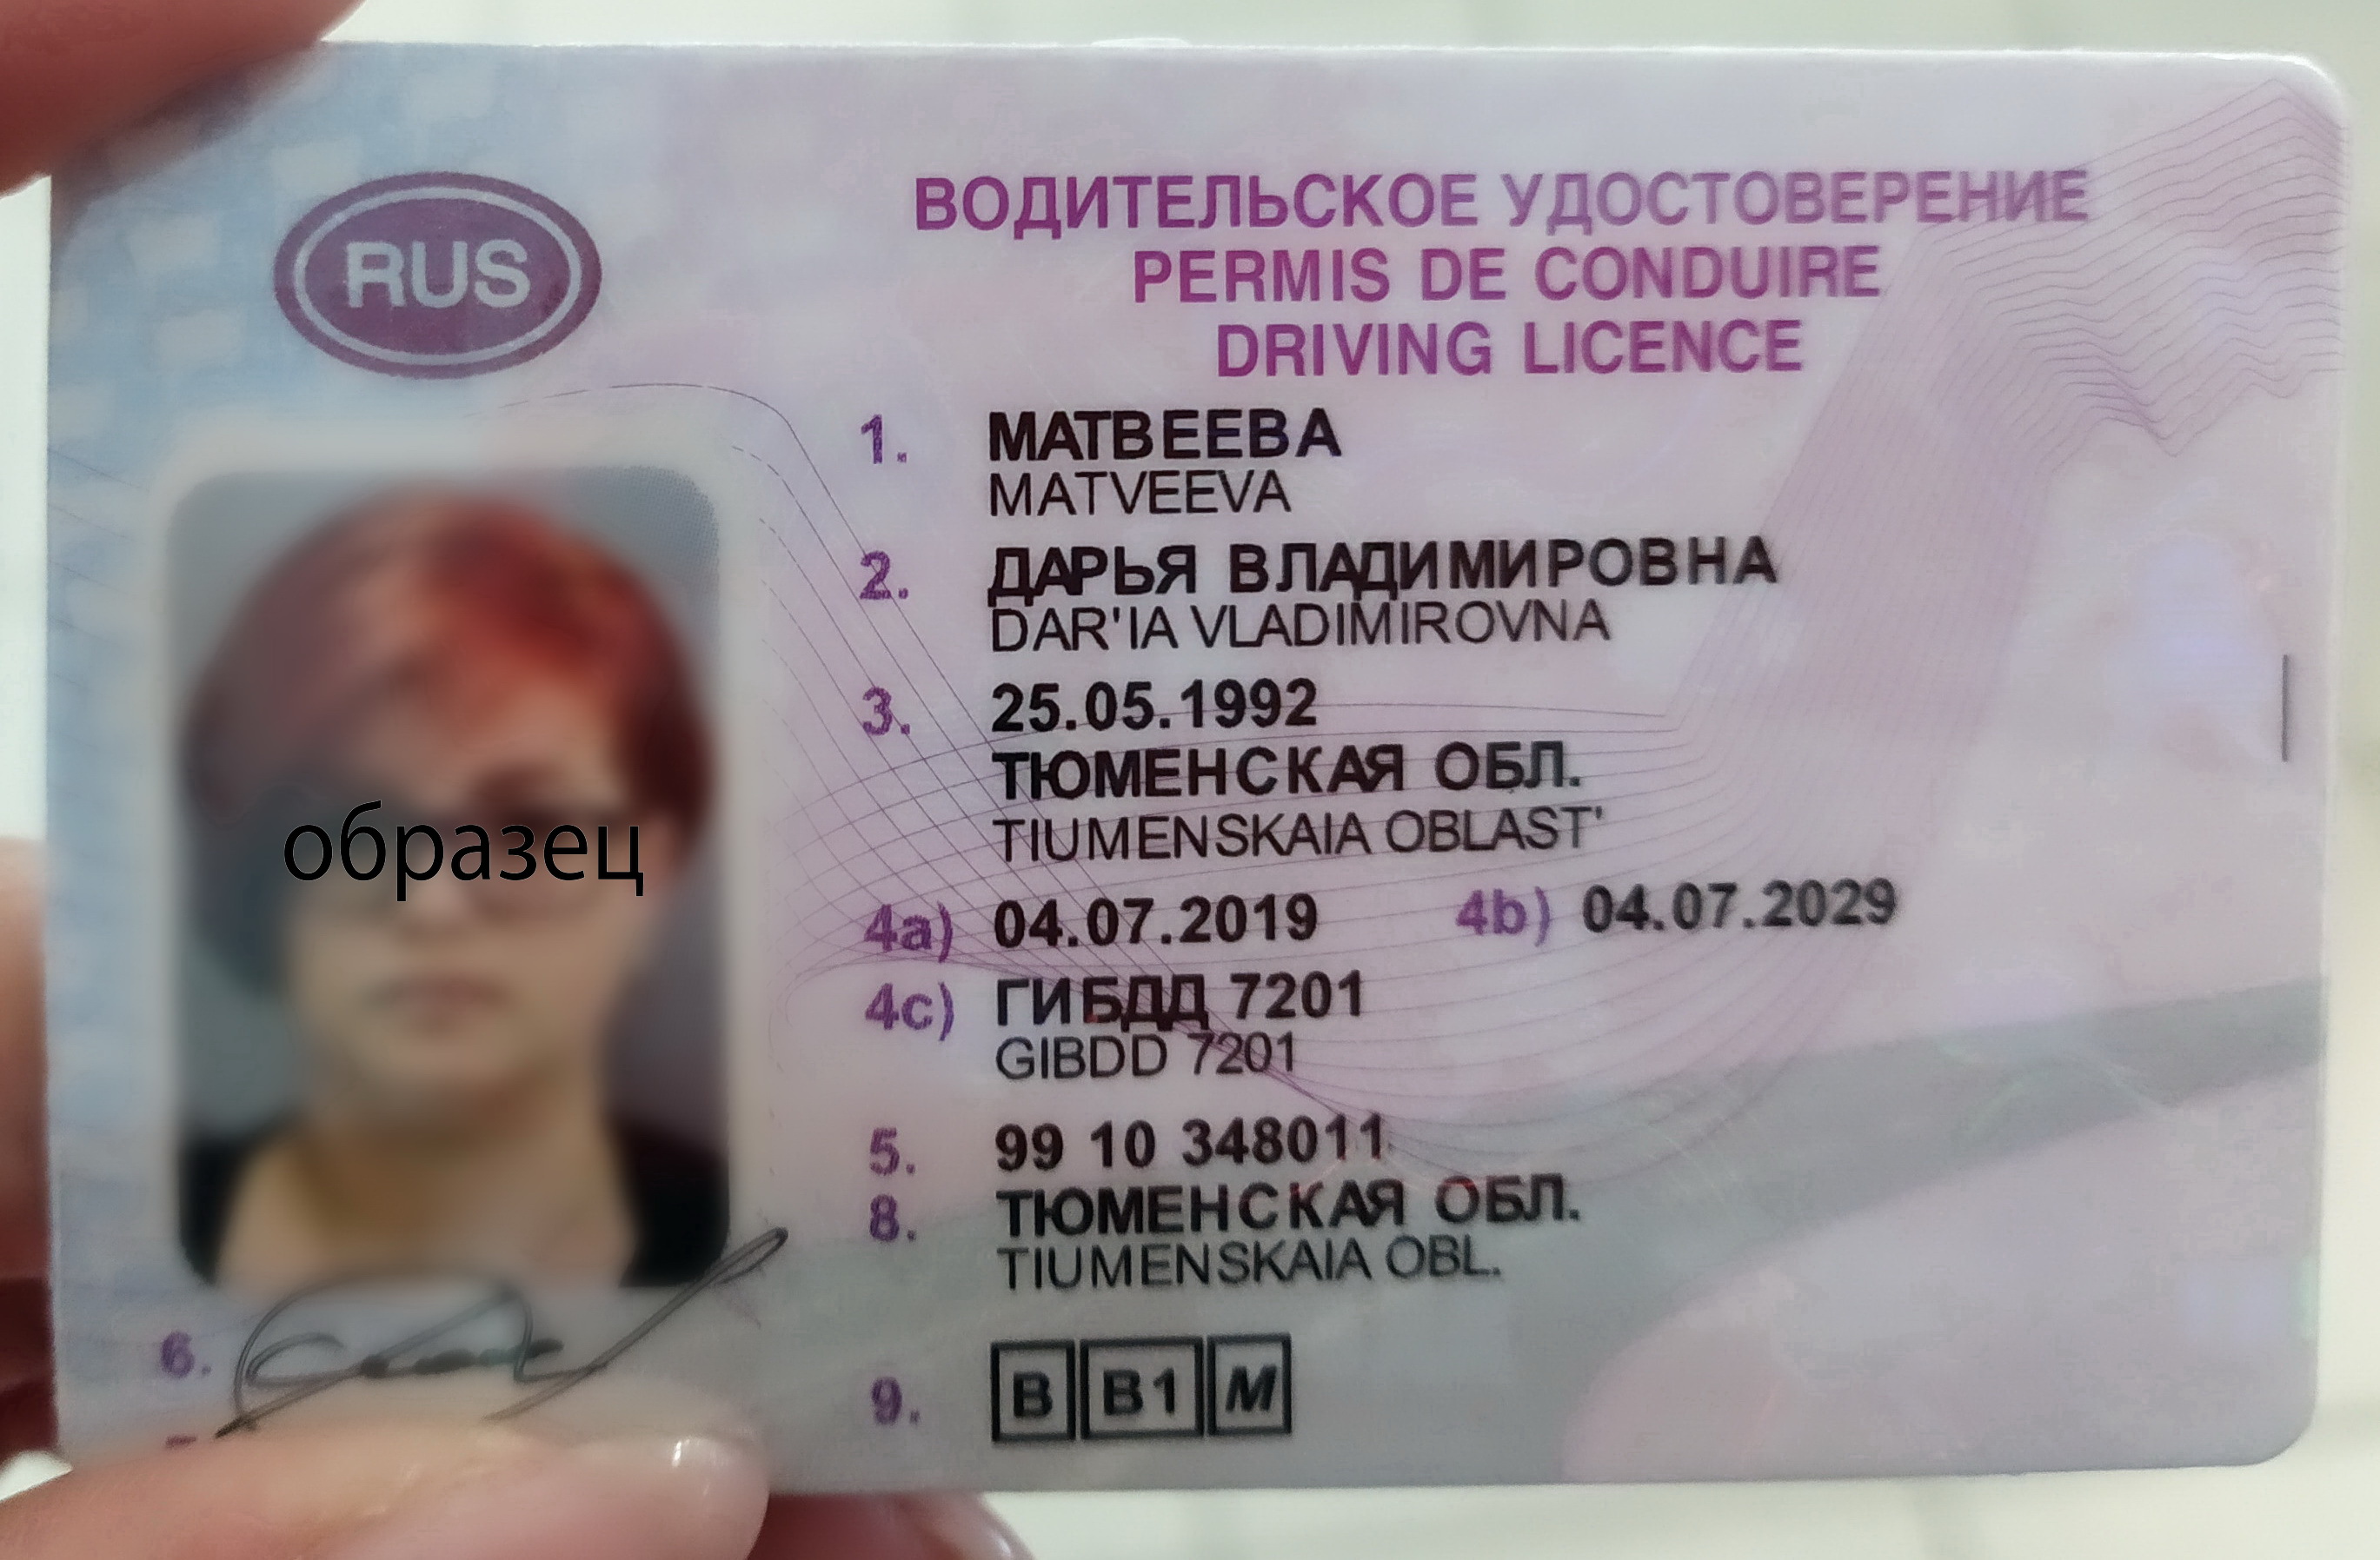 RUS
ВОДИТЕЛЬСКОЕ УДОСТОВЕРЕНИЕ
PERMIS DE CONDUIRE
DRIVING LICENCE
1. МАТВЕЕВА
MATVEEVA
2. ДАРЬЯ ВЛАДИМИРОВНА
DAR'IA VLADIMIROVNA
3. 25.05.1992
ТЮМЕНСКАЯ ОБЛ.
TIUMENSKAIA OBLAST'
образец
4a) 04.07.2019 4b) 04.07.2029
4c) ГИБДД 7201
GIBDD 7201
5. 99 10 348011
8. ТЮМЕНСКАЯ ОБЛ.
TIUMENSKAIA OBL.
6.
9. B B1 M